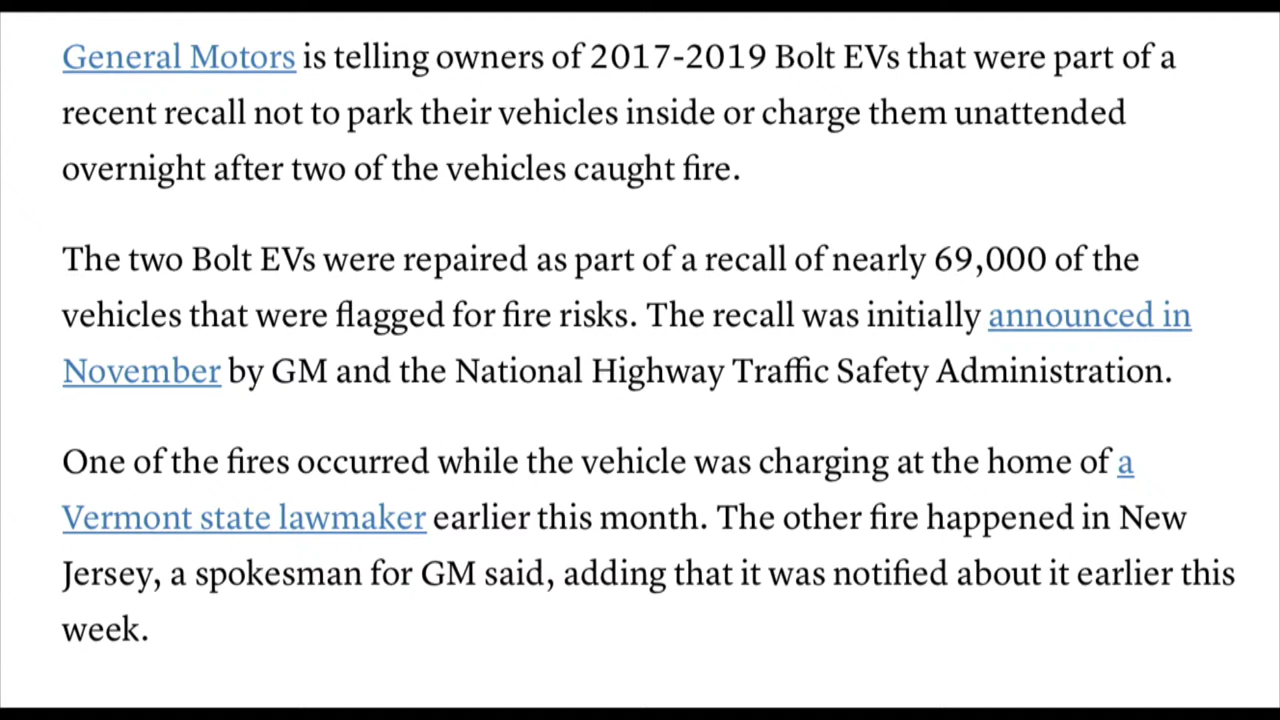 General Motors is telling owners of 2017-2019 Bolt EVs that were part of a
recent recall not to park their vehicles inside or charge them unattended
overnight after two of the vehicles caught fire.
The two Bolt EVs were repaired as part of a recall of nearly 69,000 of the
vehicles that were flagged for fire risks. The recall was initially announced in
November by GM and the National Highway Traffic Safety Administration.
One of the fires occurred while the vehicle was charging at the home of a
Vermont state lawmaker earlier this month. The other fire happened in New
Jersey, a spokesman for GM said, adding that it was notified about it earlier this
week.